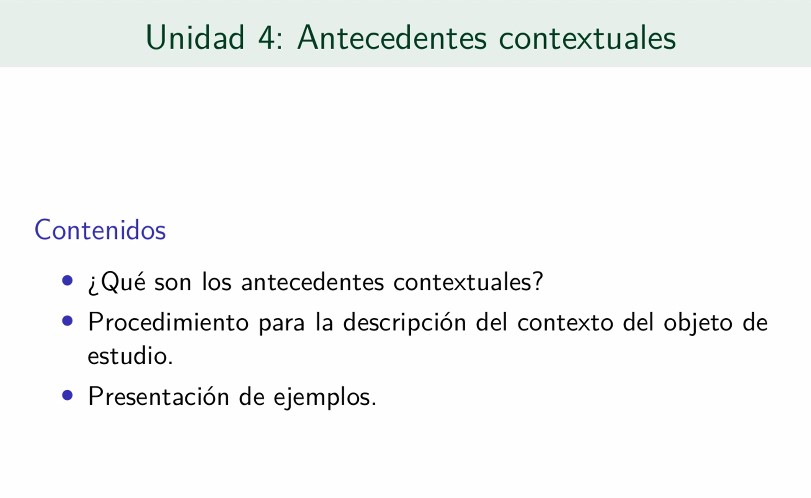 Unidad 4: Antecedentes contextuales
Contenidos
• ¿Qué son los antecedentes contextuales?
• Procedimiento para la descripción del contexto del objeto de
estudio.
• Presentación de ejemplos.